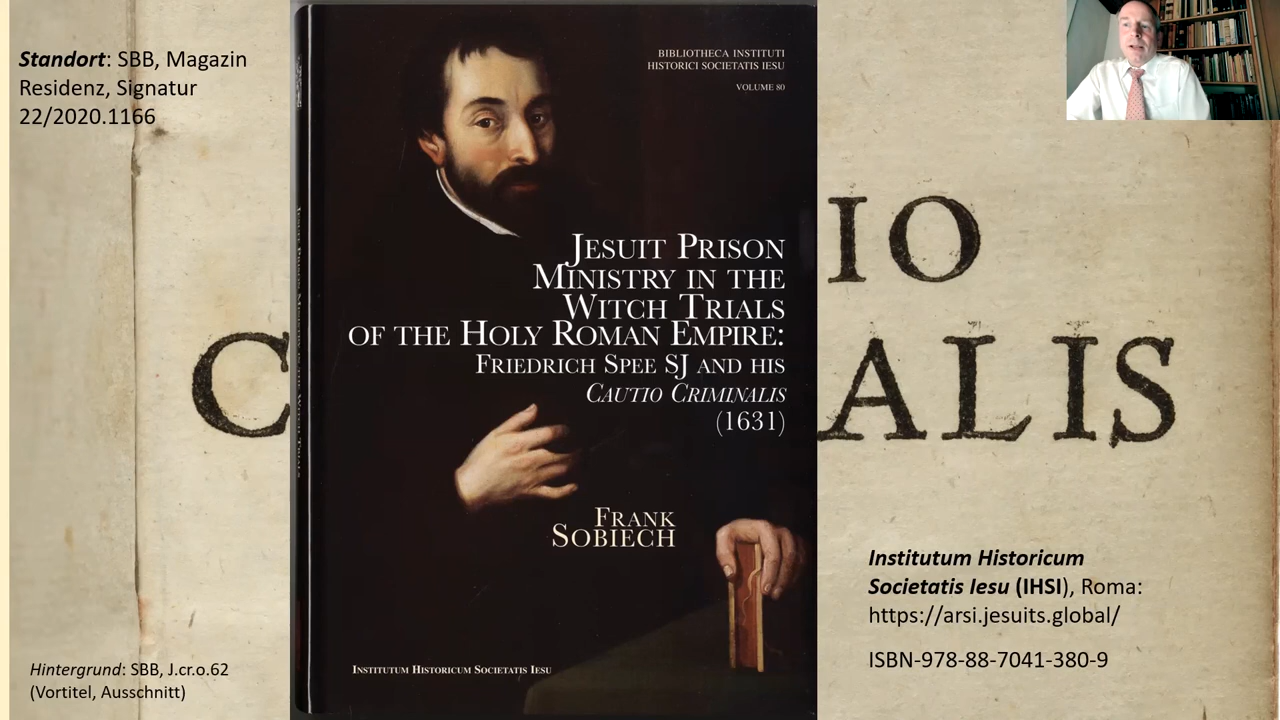 Standort: SBB, Magazin
Residenz, Signatur
22/2020.1166
BIBLIOTHECA INSTITUTI
HISTORICI SOCIETATIS IESU
VOLUME 80
JESUIT PRISON
MINISTRY IN THE
WITCH TRIALS
OF THE HOLY ROMAN EMPIRE:
FRIEDRICH SPEE SJ AND HIS
CAUTIO CRIMINALIS
(1631)
FRANK
SOBIECH
INSTITUTUM HISTORICUM SOCIETATIS IESU
IO
C
ALIS
Institutum Historicum
Societatis Iesu (IHSI), Roma:
https://arsi.jesuits.global/
ISBN-978-88-7041-380-9
Hintergrund: SBB, J.cr.o.62
(Vortitel, Ausschnitt)